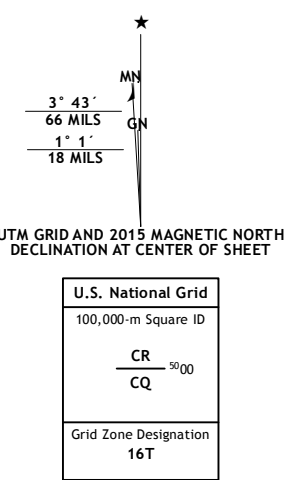 ★
MN
3° 43´
66 MILS
GN
1° 1´
18 MILS
UTM GRID AND 2015 MAGNETIC NORTH
DECLINATION AT CENTER OF SHEET
U.S. National Grid
100,000-m Square ID
CR
5000
CQ
Grid Zone Designation
16T